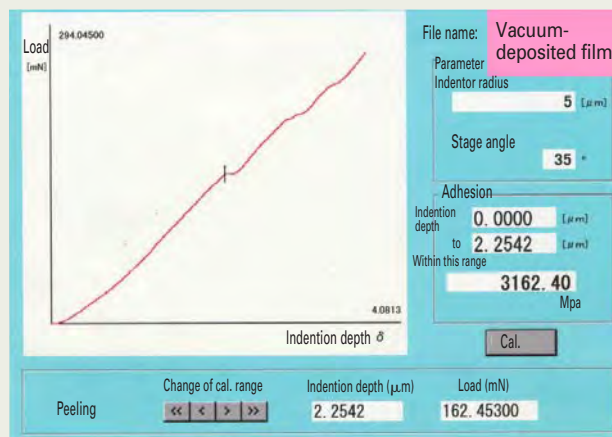 Load
[mN]
294.04500
4.0813
Indention depth δ
File name:
Vacuum-
deposited film
Parameter
Indentor radius
5 [μm]
Stage angle
35 °
Adhesion
Indention
depth
0.0000 [μm]
to 2.2542 [μm]
Within this range
3162.40
Mpa
Cal.
Peeling
Change of cal. range
<< < > >>
Indention depth (μm)
2.2542
Load (mN)
162.45300